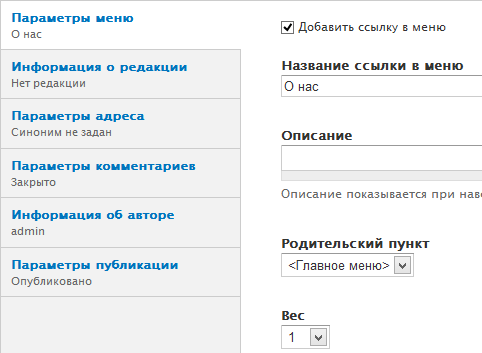 Параметры меню
О нас
Информация о редакции
Нет редакции
Параметры адреса
Синоним не задан
Параметры комментариев
Закрыто
Информация об авторе
admin
Параметры публикации
Опубликовано
Добавить ссылку в меню
Название ссылки в меню
О нас
Описание
Описание показывается при
Родительский пункт
<Главное меню>
Вес
1